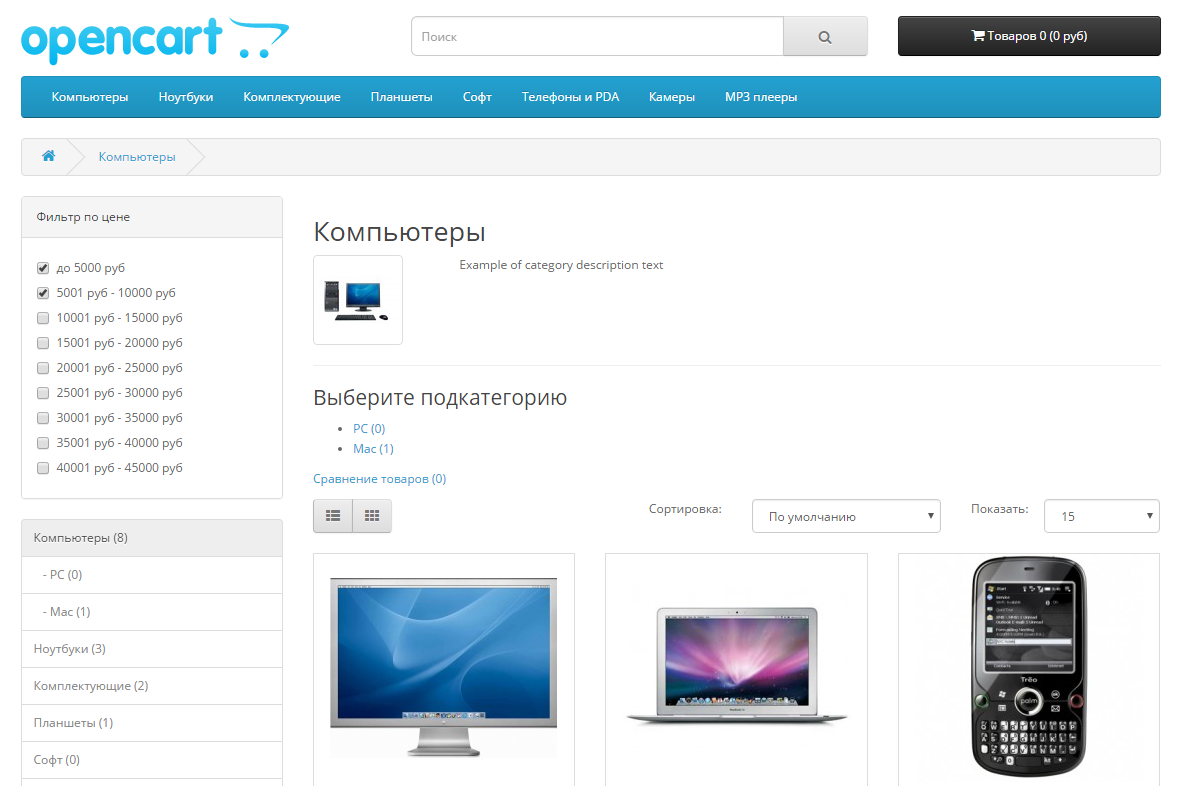 opencart
Поиск
Товаров 0 (0 руб)
Компьютеры Ноутбуки Комплектующие Планшеты Софт Телефоны и PDA Камеры MP3 плееры
Компьютеры
Фильтр по цене
до 5000 руб
5001 руб - 10000 руб
10001 руб - 15000 руб
15001 руб - 20000 руб
20001 руб - 25000 руб
25001 руб - 30000 руб
30001 руб - 35000 руб
35001 руб - 40000 руб
40001 руб - 45000 руб
Компьютеры (8)
- PC (0)
- Mac (1)
Ноутбуки (3)
Комплектующие (2)
Планшеты (1)
Софт (0)
Компьютеры
Example of category description text
Выберите подкатегорию
PC (0)
Mac (1)
Сравнение товаров (0)
Сортировка: По умолчанию Показать: 15
Treo
palm